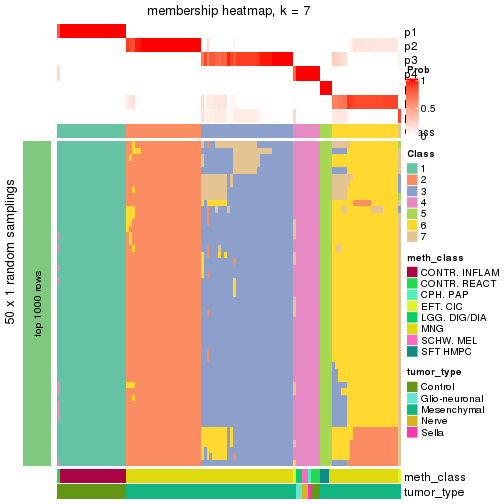 membership heatmap, k = 7
p1
p2
p3
p4
Prob
1
0.5
0
Class
1
2
3
4
5
6
7
50 x 1 random samplings
top 1000 rows
meth_class
CONTR. INFLAM
CONTR. REACT
CPH. PAP
EFT. CIC
LGG. DIG/DIA
MNG
SCHW. MEL
SFT HMPC
tumor_type
Control
Glio-neuronal
Mesenchymal
Nerve
Sella
meth_class
tumor_type